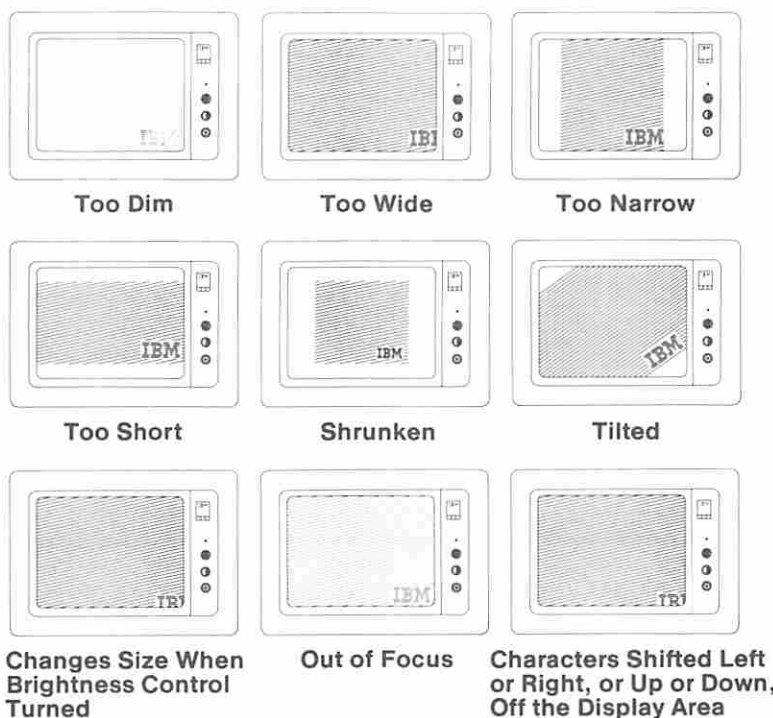 IBM
IBI
IBM
Too Dim
Too Wide
Too Narrow
IBM
IBM
IBM
Too Short
Shrunken
Tilted
IBM
Changes Size When
Brightness Control
Turned
Out of Focus
Characters Shifted Left
or Right, or Up or Down,
Off the Display Area